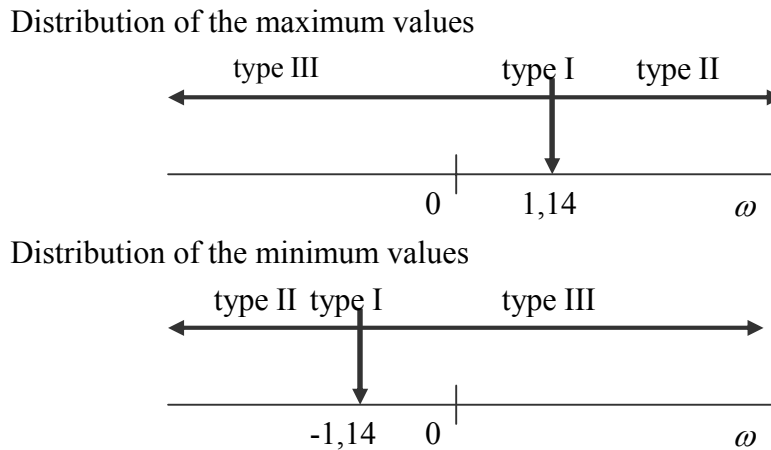 Distribution of the maximum values
type III type I type II
0 1,14 ω
Distribution of the minimum values
type II type I type III
-1,14 0 ω